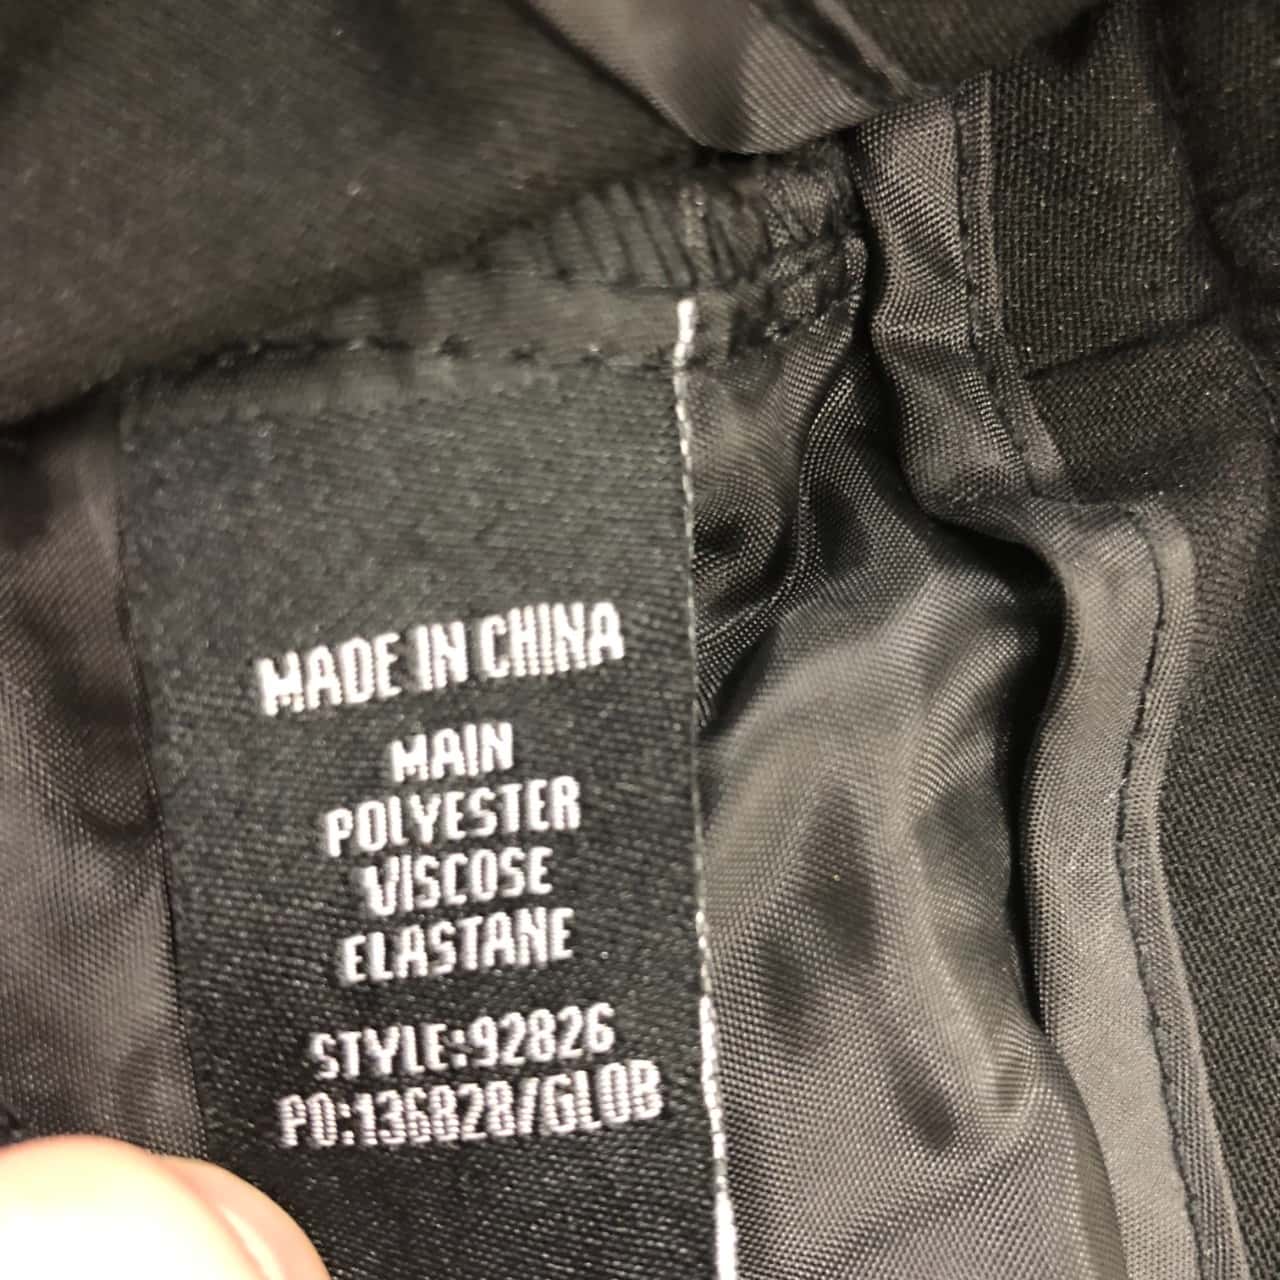 MADE IN CHINA
MAIN
POLYESTER
VISCOSE
ELASTANE
STYLE:92826
PO:136828/GLOB